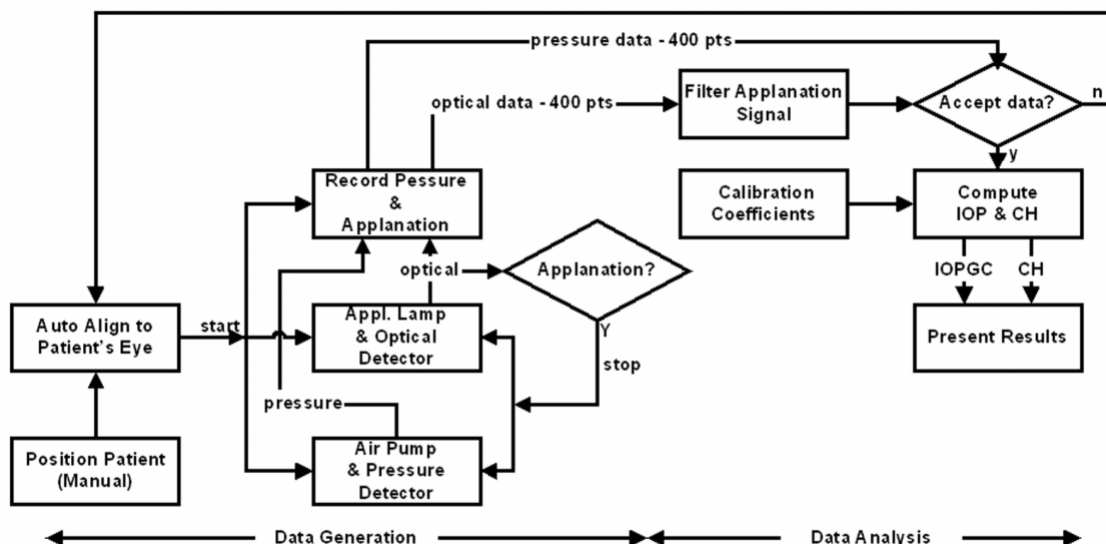 pressure data - 400 pts
optical data - 400 pts
Filter Applanation
Signal
Accept data?
n
y
Record Pessure
&
Applanation
Calibration
Coefficients
Compute
IOP & CH
optical
Applanation?
IOPGC
CH
Auto Align to
Patient's Eye
start
Appl. Lamp
& Optical
Detector
Y
stop
Present Results
pressure
Position Patient
(Manual)
Air Pump
& Pressure
Detector
Data Generation
Data Analysis